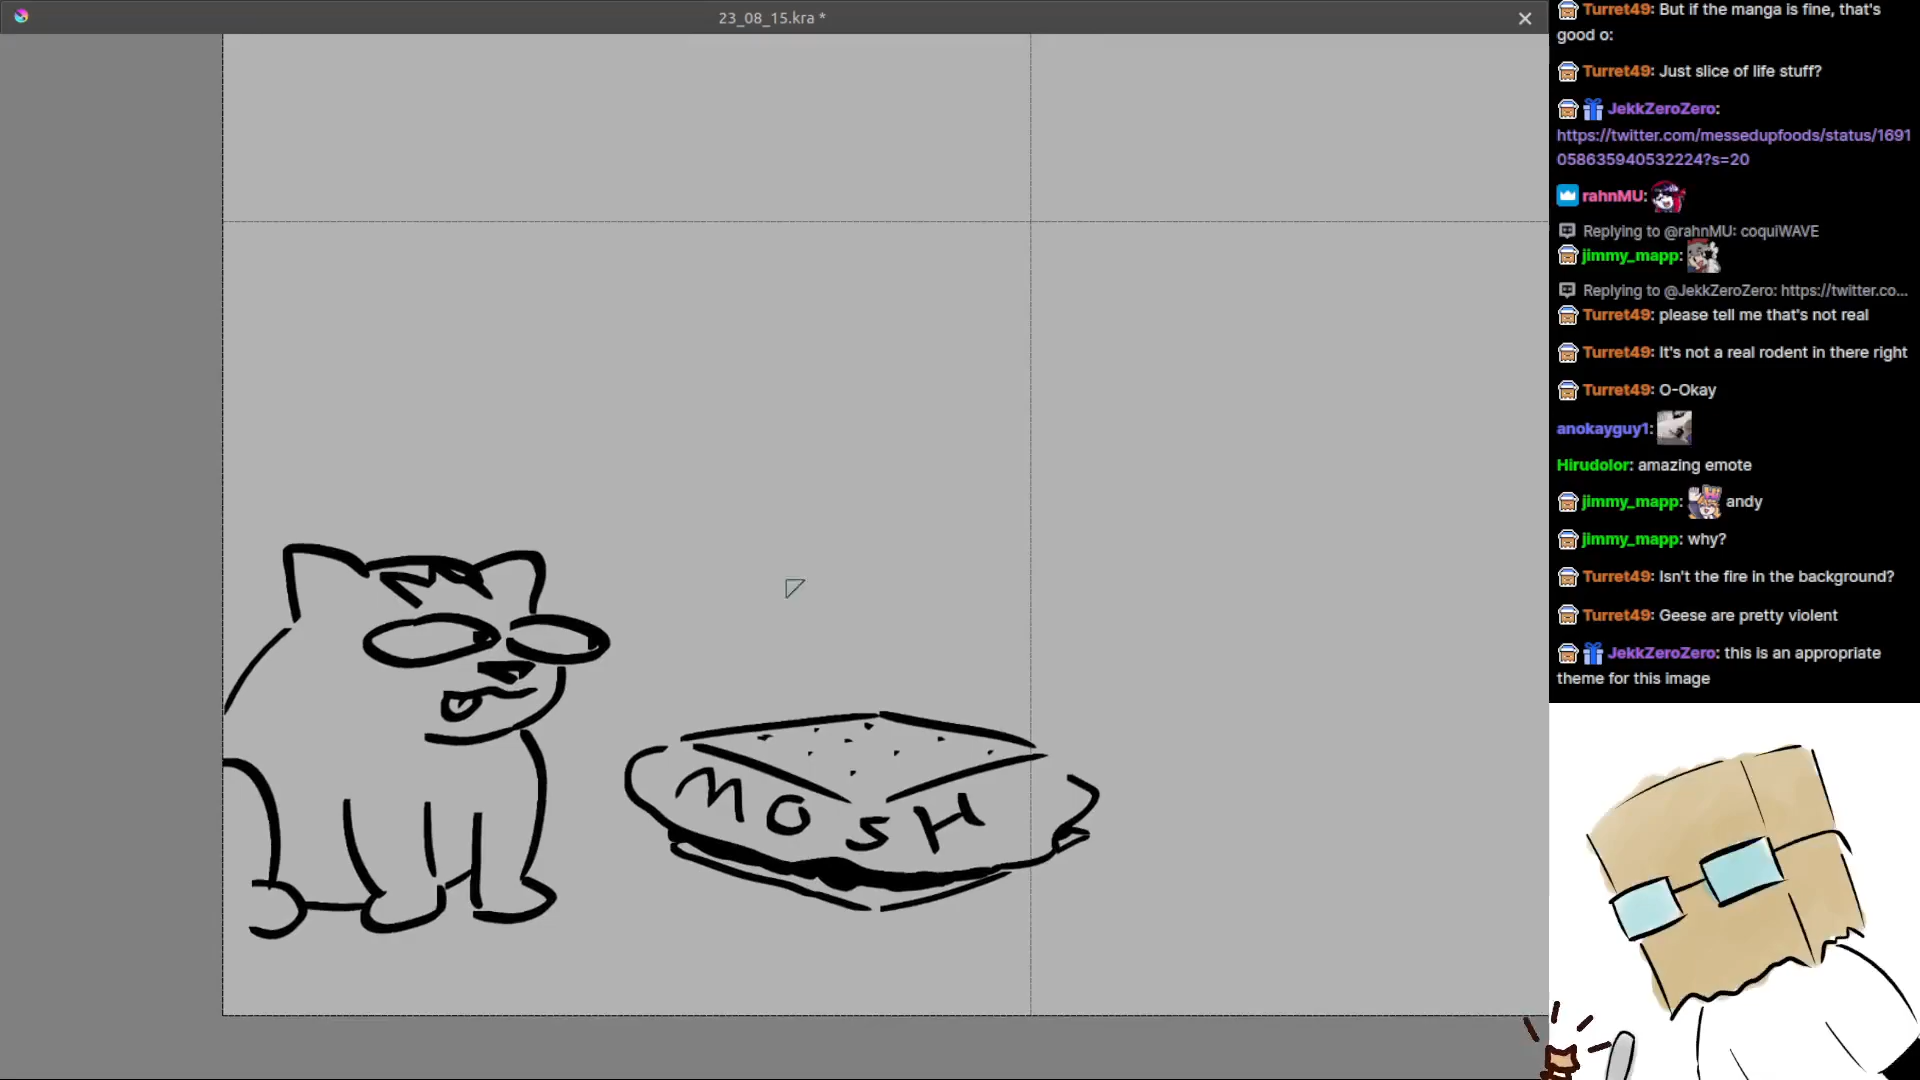 23_08_15.kra *
MOSH
Turret49: But if the manga is fine, that's
good o:
Turret49: Just slice of life stuff?
JekkZeroZero:
https://twitter.com/messedupfoods/status/1691
058635940532224?s=20
rahnMU:
Replying to @rahnMU: coquiWAVE
jimmy_mapp:
Replying to @JekkZeroZero: https://twitter.co...
Turret49: please tell me that's not real
Turret49: It's not a real rodent in there right
Turret49: O-Okay
anokayguy1:
Hirudolor: amazing emote
jimmy_mapp: andy
jimmy_mapp: why?
Turret49: Isn't the fire in the background?
Turret49: Geese are pretty violent
JekkZeroZero: this is an appropriate
theme for this image